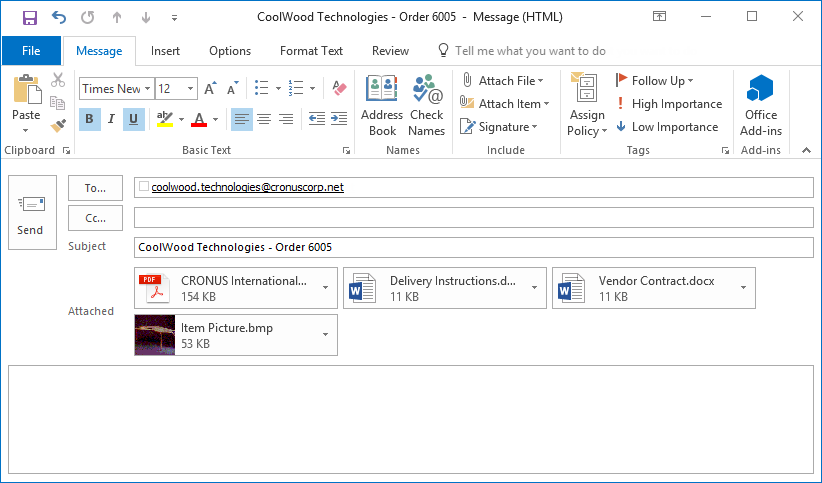 CoolWood Technologies - Order 6005 - Message (HTML)
File Message Insert Options Format Text Review Tell me what you want to do
Paste
Clipboard
Times New 12
A A
B I U ab A
Basic Text
Address Book
Check Names
Names
Attach File
Attach Item
Signature
Include
Assign Policy
Follow Up
High Importance
Low Importance
Tags
Office Add-ins
Add-ins
Send
To...
coolwood.technologies@cronuscorp.net
Cc...
Subject
CoolWood Technologies - Order 6005
Attached
PDF
CRONUS International...
154 KB
W
Delivery Instructions.d...
11 KB
W
Vendor Contract.docx
11 KB
Item Picture.bmp
53 KB